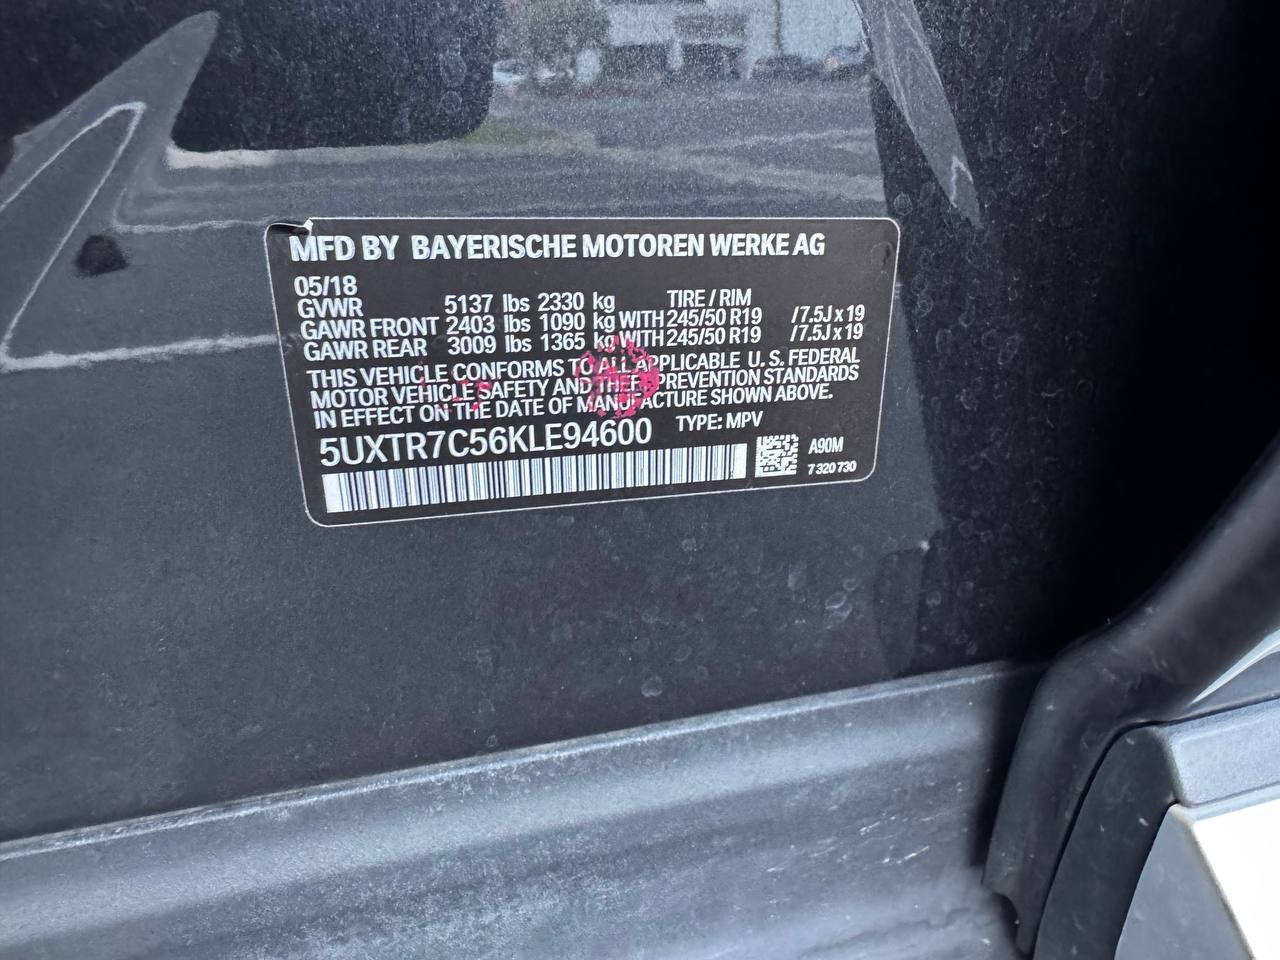 MFD BY BAYERISCHE MOTOREN WERKE AG
05/18
GVWR 5137 lbs 2330 kg TIRE / RIM
GAWR FRONT 2403 lbs 1090 kg WITH 245/50 R19 /7.5J x 19
GAWR REAR 3009 lbs 1365 kg WITH 245/50 R19 /7.5J x 19
THIS VEHICLE CONFORMS TO ALL APPLICABLE U. S. FEDERAL
MOTOR VEHICLE SAFETY AND THEFT PREVENTION STANDARDS
IN EFFECT ON THE DATE OF MANUFACTURE SHOWN ABOVE.
5UXTR7C56KLE94600 TYPE: MPV
A90M
7 320 730